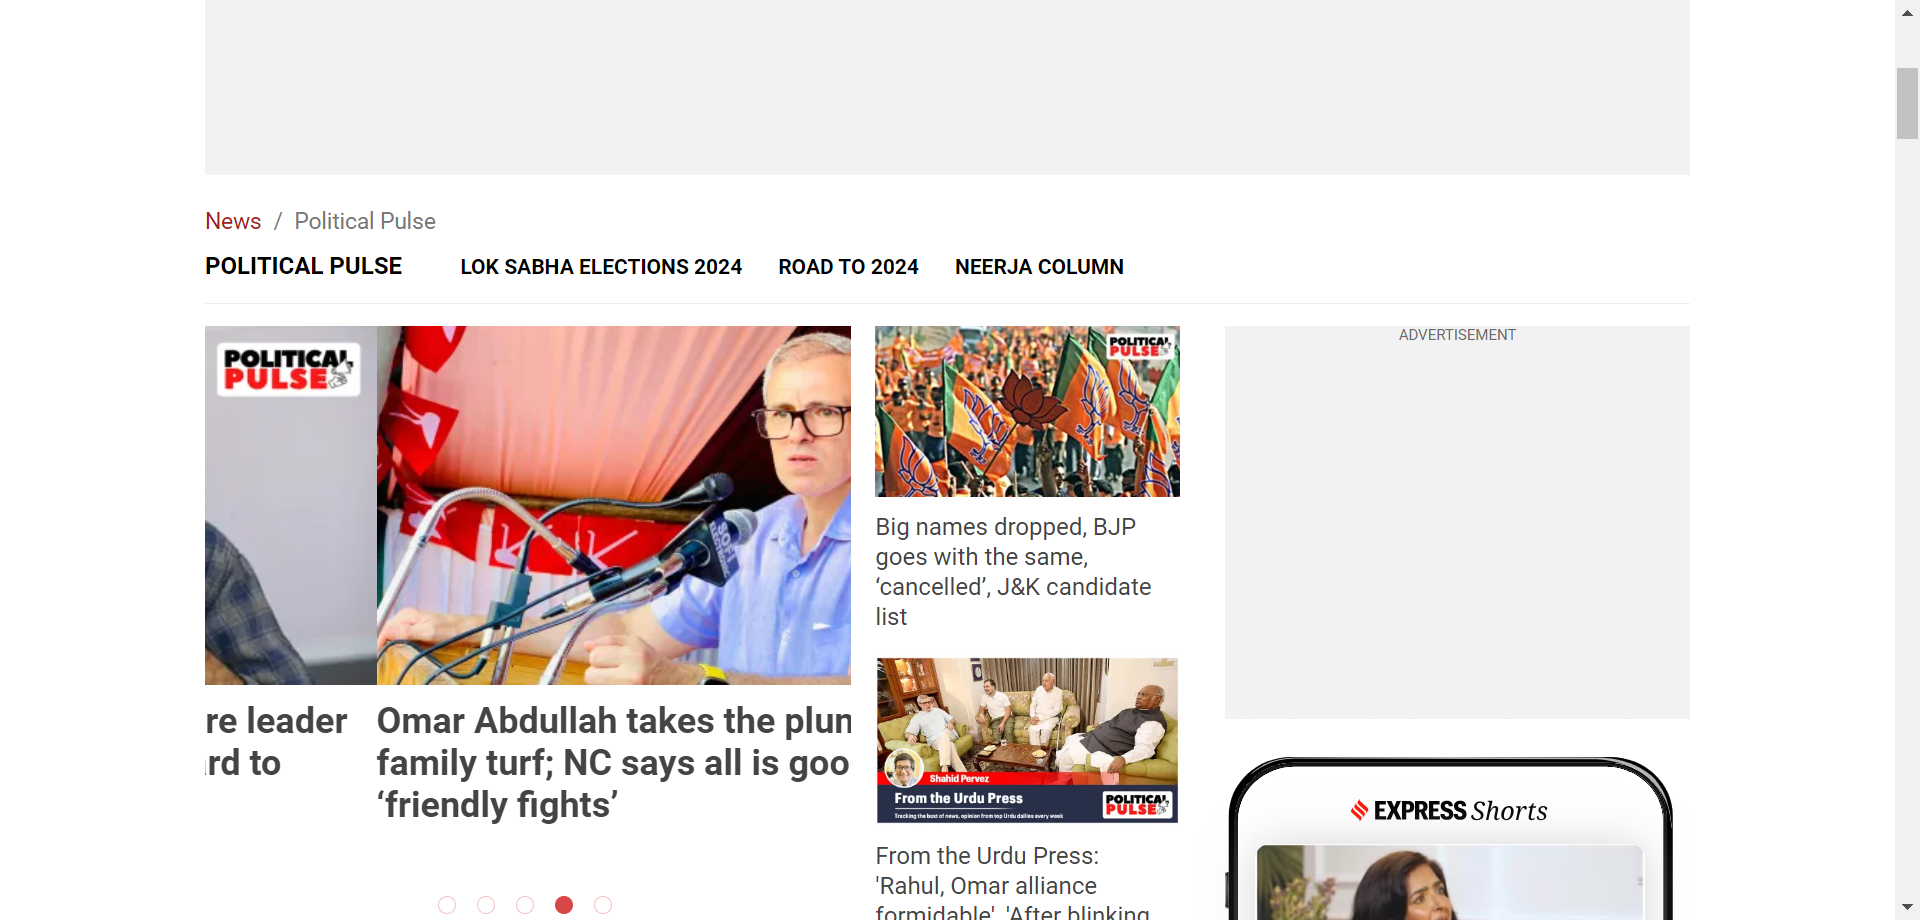 News / Political Pulse
POLITICAL PULSE LOK SABHA ELECTIONS 2024 ROAD TO 2024 NEERJA COLUMN
POLITICAL
PULSE
re leader
rd to
Omar Abdullah takes the plun
family turf; NC says all is goo
‘friendly fights’
POLITICAL
PULSE
Big names dropped, BJP
goes with the same,
‘cancelled’, J&K candidate
list
Shahid Pervez
From the Urdu Press
Tracking the best of news, opinion from top Urdu dailies every week
POLITICAL
PULSE
From the Urdu Press:
'Rahul, Omar alliance
formidable', 'After blinking
ADVERTISEMENT
EXPRESS Shorts